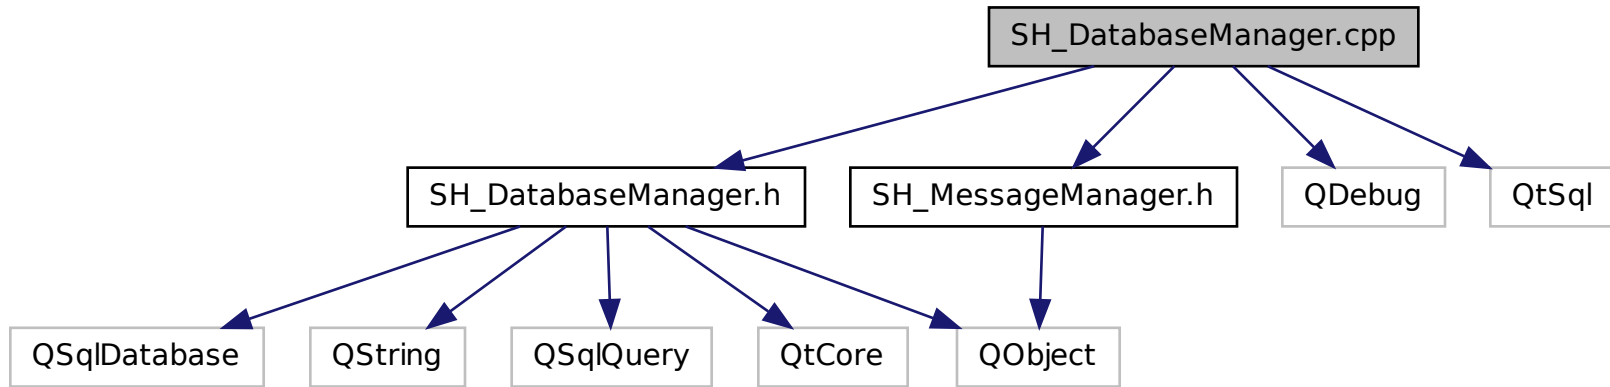 SH_DatabaseManager.cpp
SH_DatabaseManager.h
SH_MessageManager.h
QDebug
QtSql
QSqlDatabase
QString
QSqlQuery
QtCore
QObject